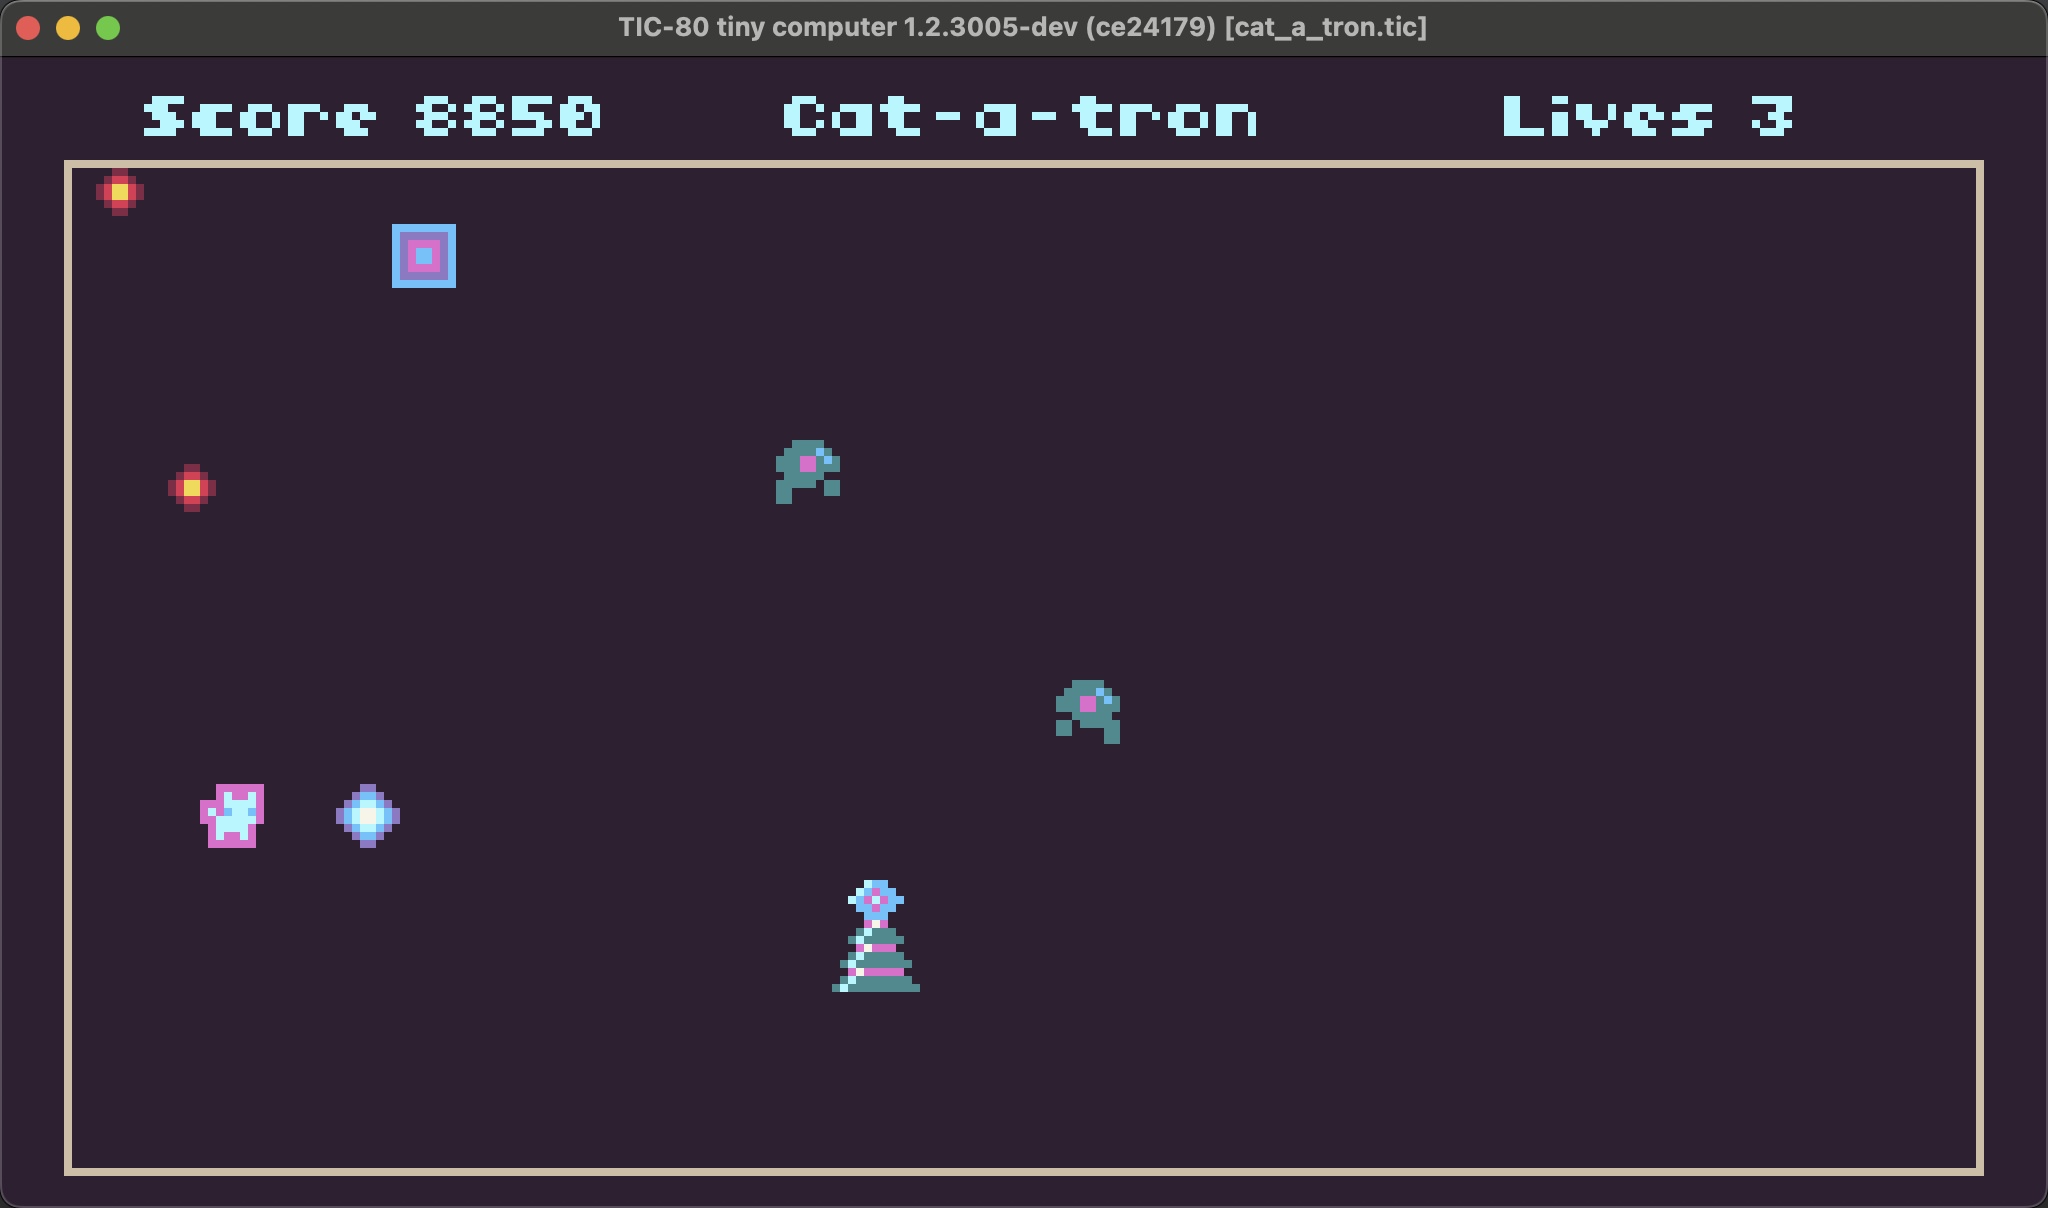 TIC-80 tiny computer 1.2.3005-dev (ce24179) [cat_a_tron.tic]
Score 8850 Cat-a-tron Lives 3